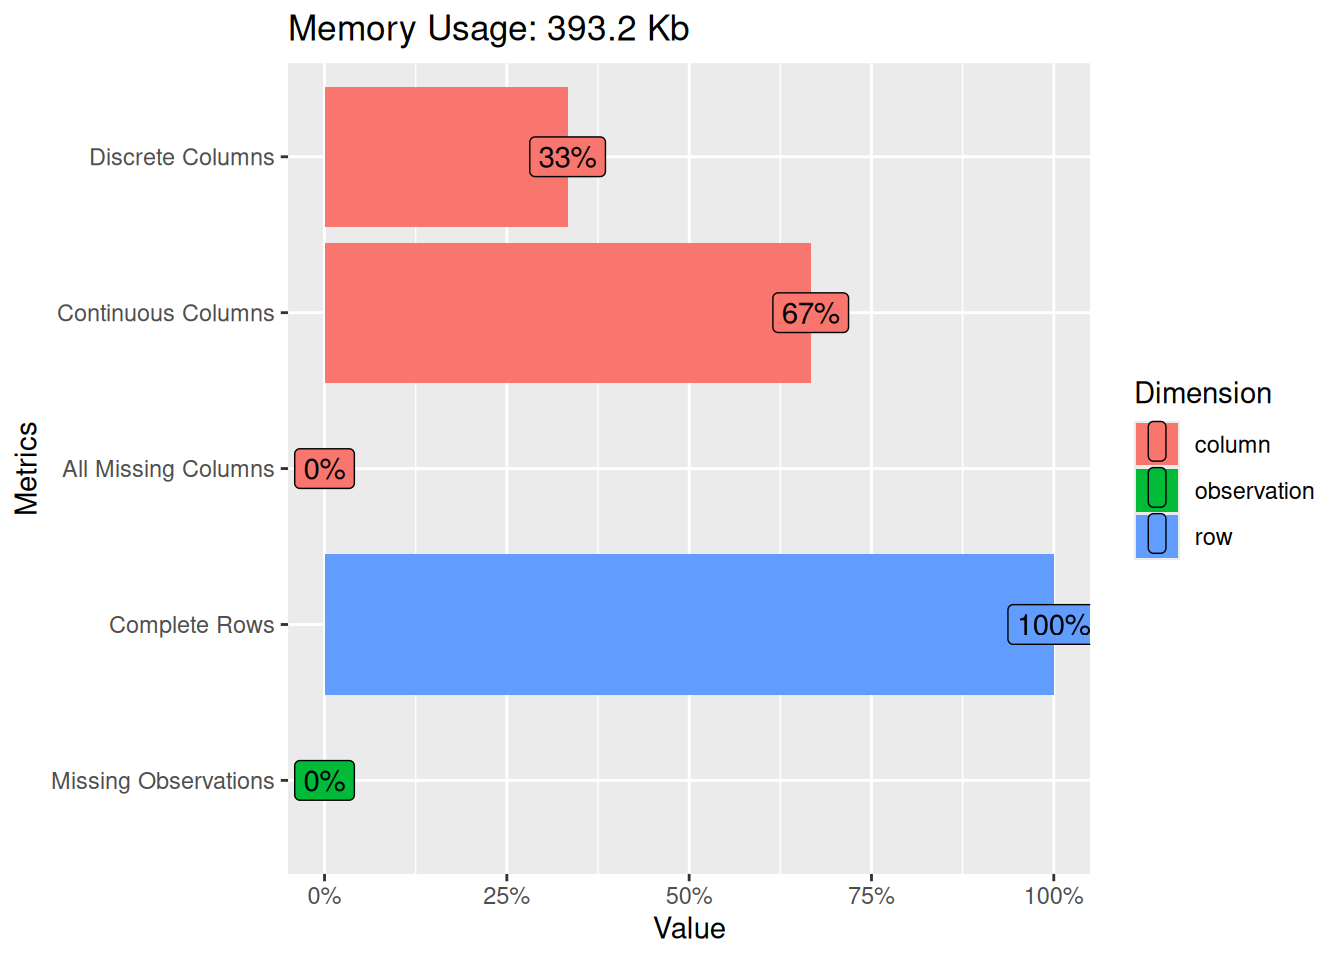 Memory Usage: 393.2 Kb
Discrete Columns
33%
Continuous Columns
67%
All Missing Columns
0%
Complete Rows
100%
Missing Observations
0%
Metrics
0% 25% 50% 75% 100%
Value
Dimension
column
observation
row